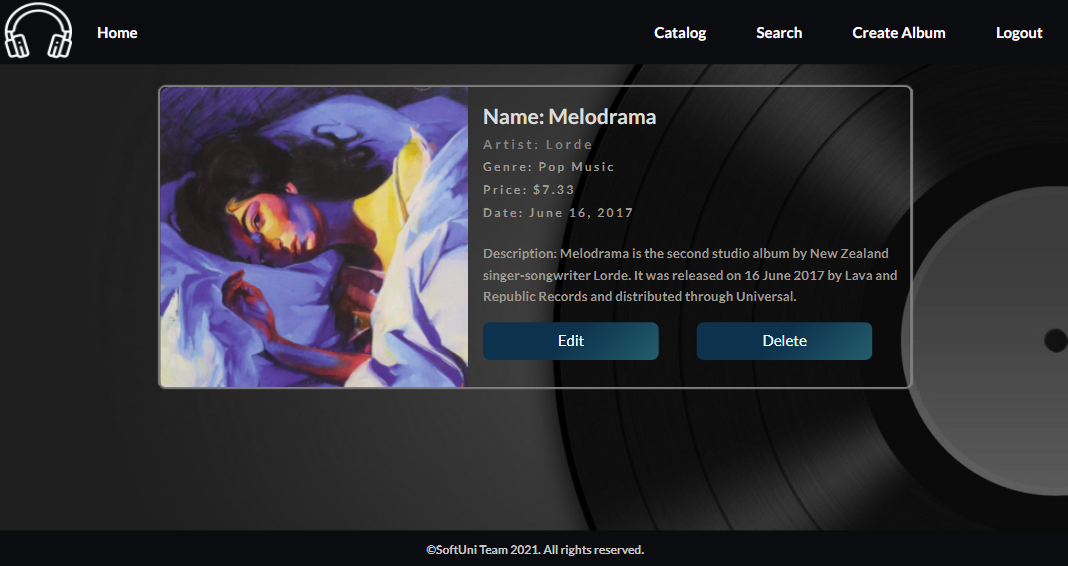 Home
Catalog
Search
Create Album
Logout
Name: Melodrama
Artist: Lorde
Genre: Pop Music
Price: $7.33
Date: June 16, 2017
Description: Melodrama is the second studio album by New Zealand
singer-songwriter Lorde. It was released on 16 June 2017 by Lava and
Republic Records and distributed through Universal.
Edit
Delete
©SoftUni Team 2021. All rights reserved.